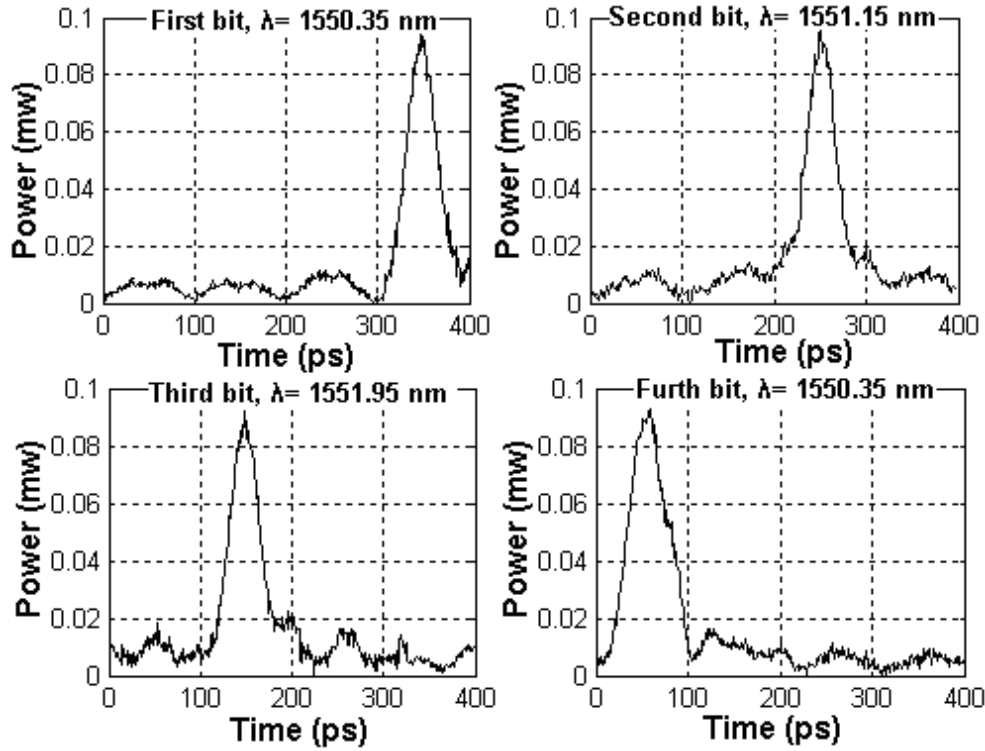 First bit, λ= 1550.35 nm
Power (mw)
0.1
0.08
0.06
0.04
0.02
0
0 100 200 300 400
Time (ps)
Second bit, λ= 1551.15 nm
Power (mw)
0.1
0.08
0.06
0.04
0.02
0
0 100 200 300 400
Time (ps)
Third bit, λ= 1551.95 nm
Power (mw)
0.1
0.08
0.06
0.04
0.02
0
0 100 200 300 400
Time (ps)
Furth bit, λ= 1550.35 nm
Power (mw)
0.1
0.08
0.06
0.04
0.02
0
0 100 200 300 400
Time (ps)